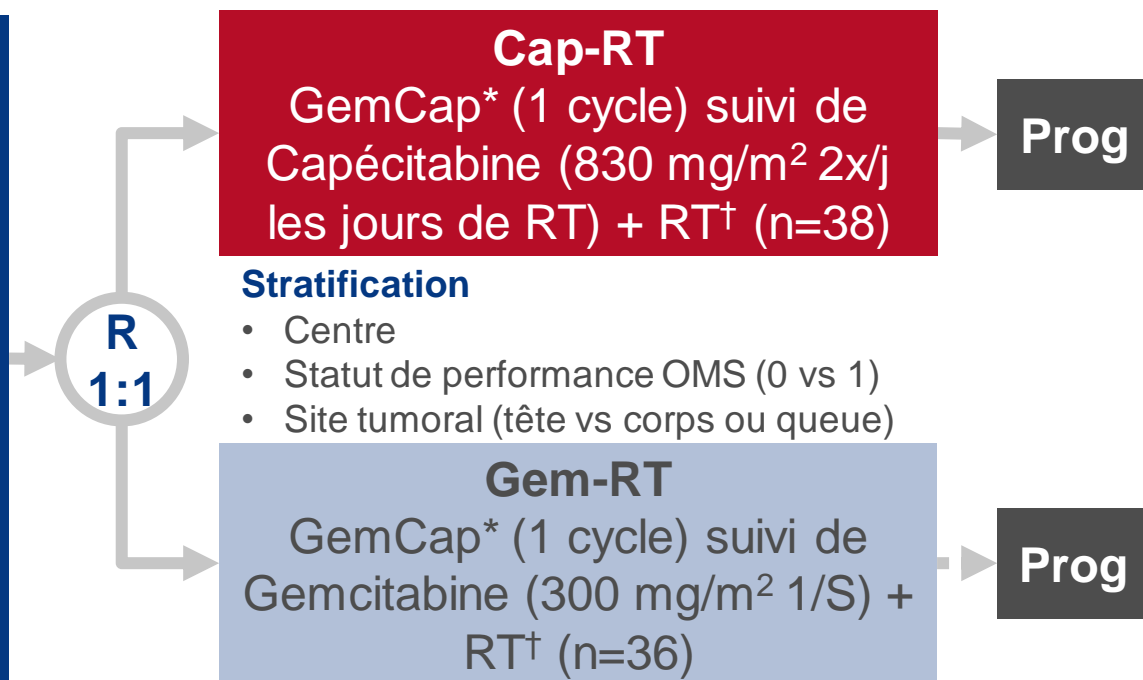 Cap-RT
GemCap* (1 cycle) suivi de
Capécitabine (830 mg/m² 2x/j
les jours de RT) + RT† (n=38)
Prog
R
1:1
Stratification
• Centre
• Statut de performance OMS (0 vs 1)
• Site tumoral (tête vs corps ou queue)
Gem-RT
GemCap* (1 cycle) suivi de
Gemcitabine (300 mg/m² 1/S) +
RT† (n=36)
Prog